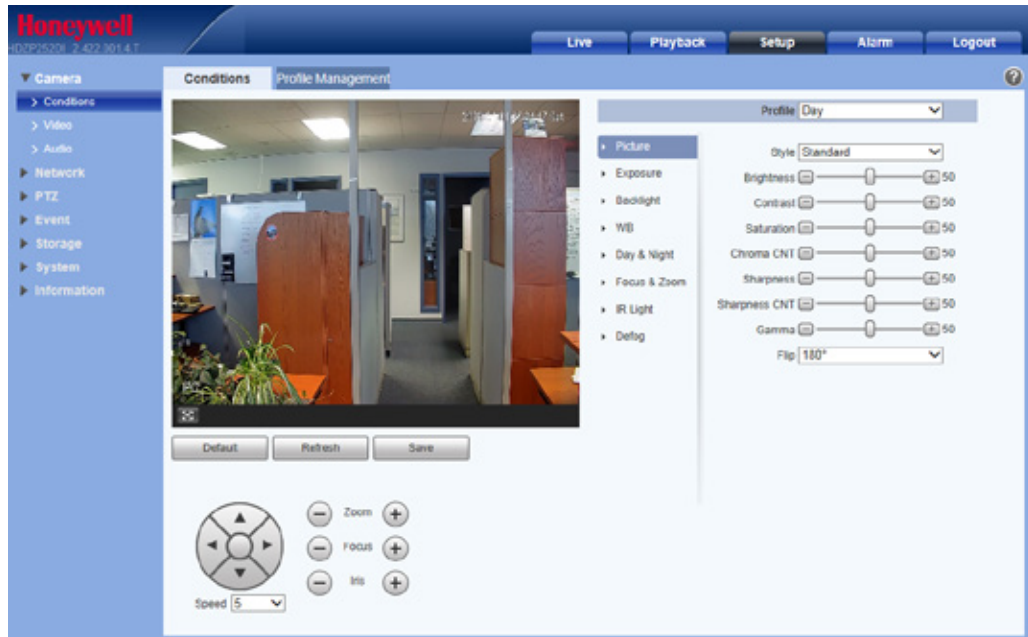 Honeywell
Live
Playback
Setup
Alarm
Logout
Camera
Conditions
Video
Audio
Network
PTZ
Event
Storage
System
Information
Conditions
Profile Management
?
Profile Day
Picture
Exposure
Backlight
WB
Day & Night
Focus & Zoom
IR Light
Defog
Style Standard
Brightness 50
Contrast 50
Saturation 50
Chroma CNT 50
Sharpness 50
Sharpness CNT 50
Gamma 50
Flip 180°
Default
Refresh
Save
Zoom
Focus
Iris
Speed 5